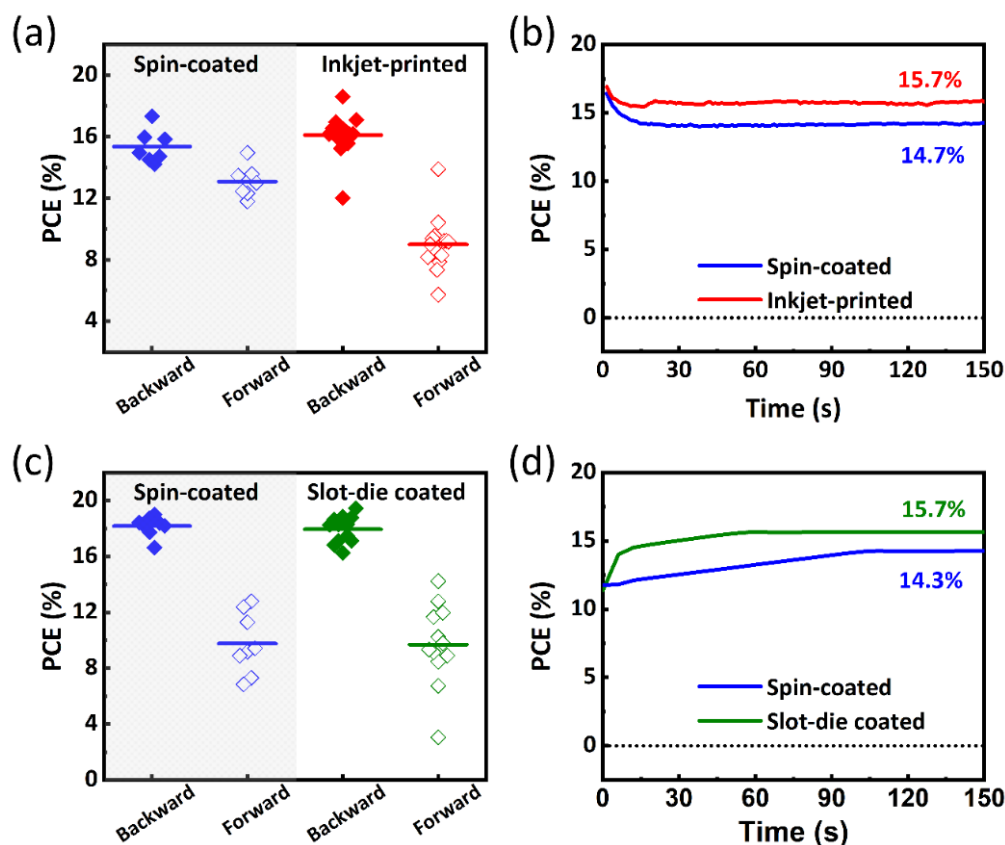 (a)
Spin-coated
Inkjet-printed
PCE (%)
20
16
12
8
4
Backward
Forward
Backward
Forward
(b)
15.7%
14.7%
PCE (%)
20
15
10
5
0
Spin-coated
Inkjet-printed
0
30
60
90
120
150
Time (s)
(c)
Spin-coated
Slot-die coated
PCE (%)
20
16
12
8
4
0
Backward
Forward
Backward
Forward
(d)
15.7%
14.3%
PCE (%)
20
15
10
5
0
Spin-coated
Slot-die coated
0
30
60
90
120
150
Time (s)